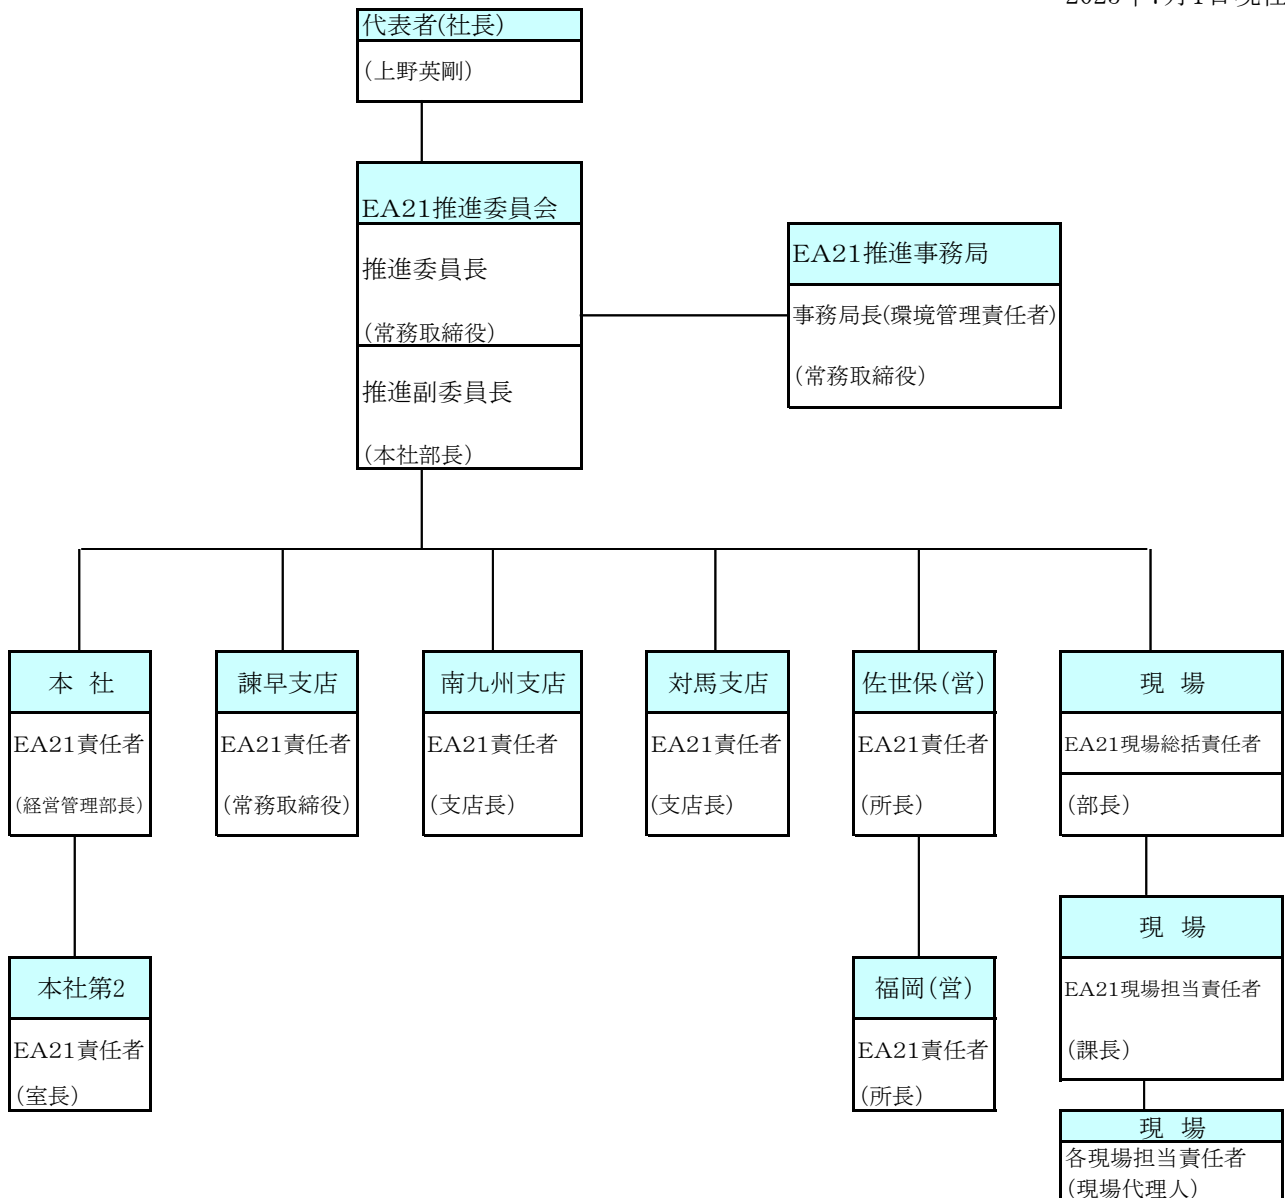 代表者(社長)
(上野英剛)
EA21推進委員会
推進委員長
(常務取締役)
推進副委員長
(本社部長)
EA21推進事務局
事務局長(環境管理責任者)
(常務取締役)
本 社
EA21責任者
(経営管理部長)
諫早支店
EA21責任者
(常務取締役)
南九州支店
EA21責任者
(支店長)
対馬支店
EA21責任者
(支店長)
佐世保(営)
EA21責任者
(所長)
現 場
EA21現場総括責任者
(部長)
本社第2
EA21責任者
(室長)
福岡(営)
EA21責任者
(所長)
現 場
EA21現場担当責任者
(課長)
現 場
各現場担当責任者
(現場代理人)